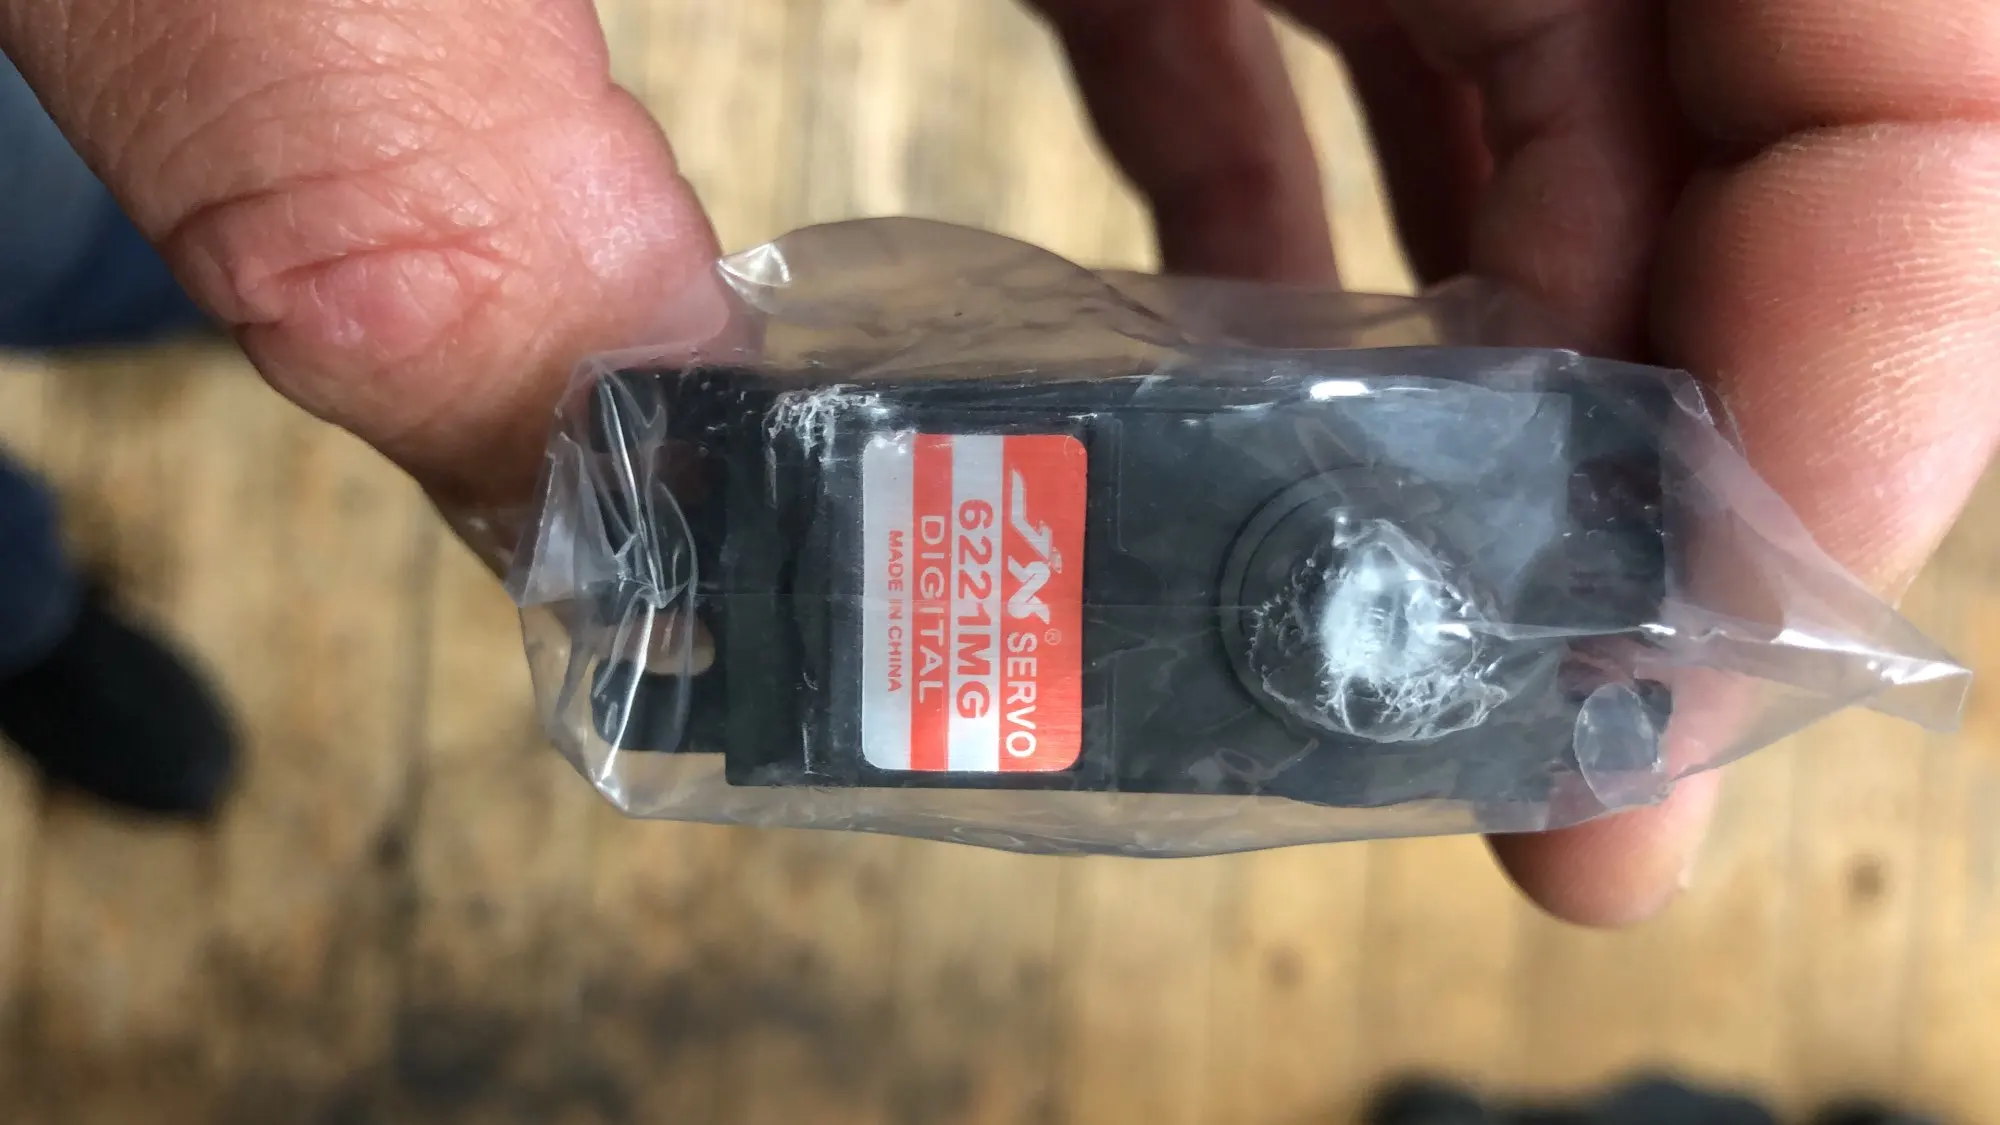 JX® SERVO
6221MG
DIGITAL
MADE IN CHINA